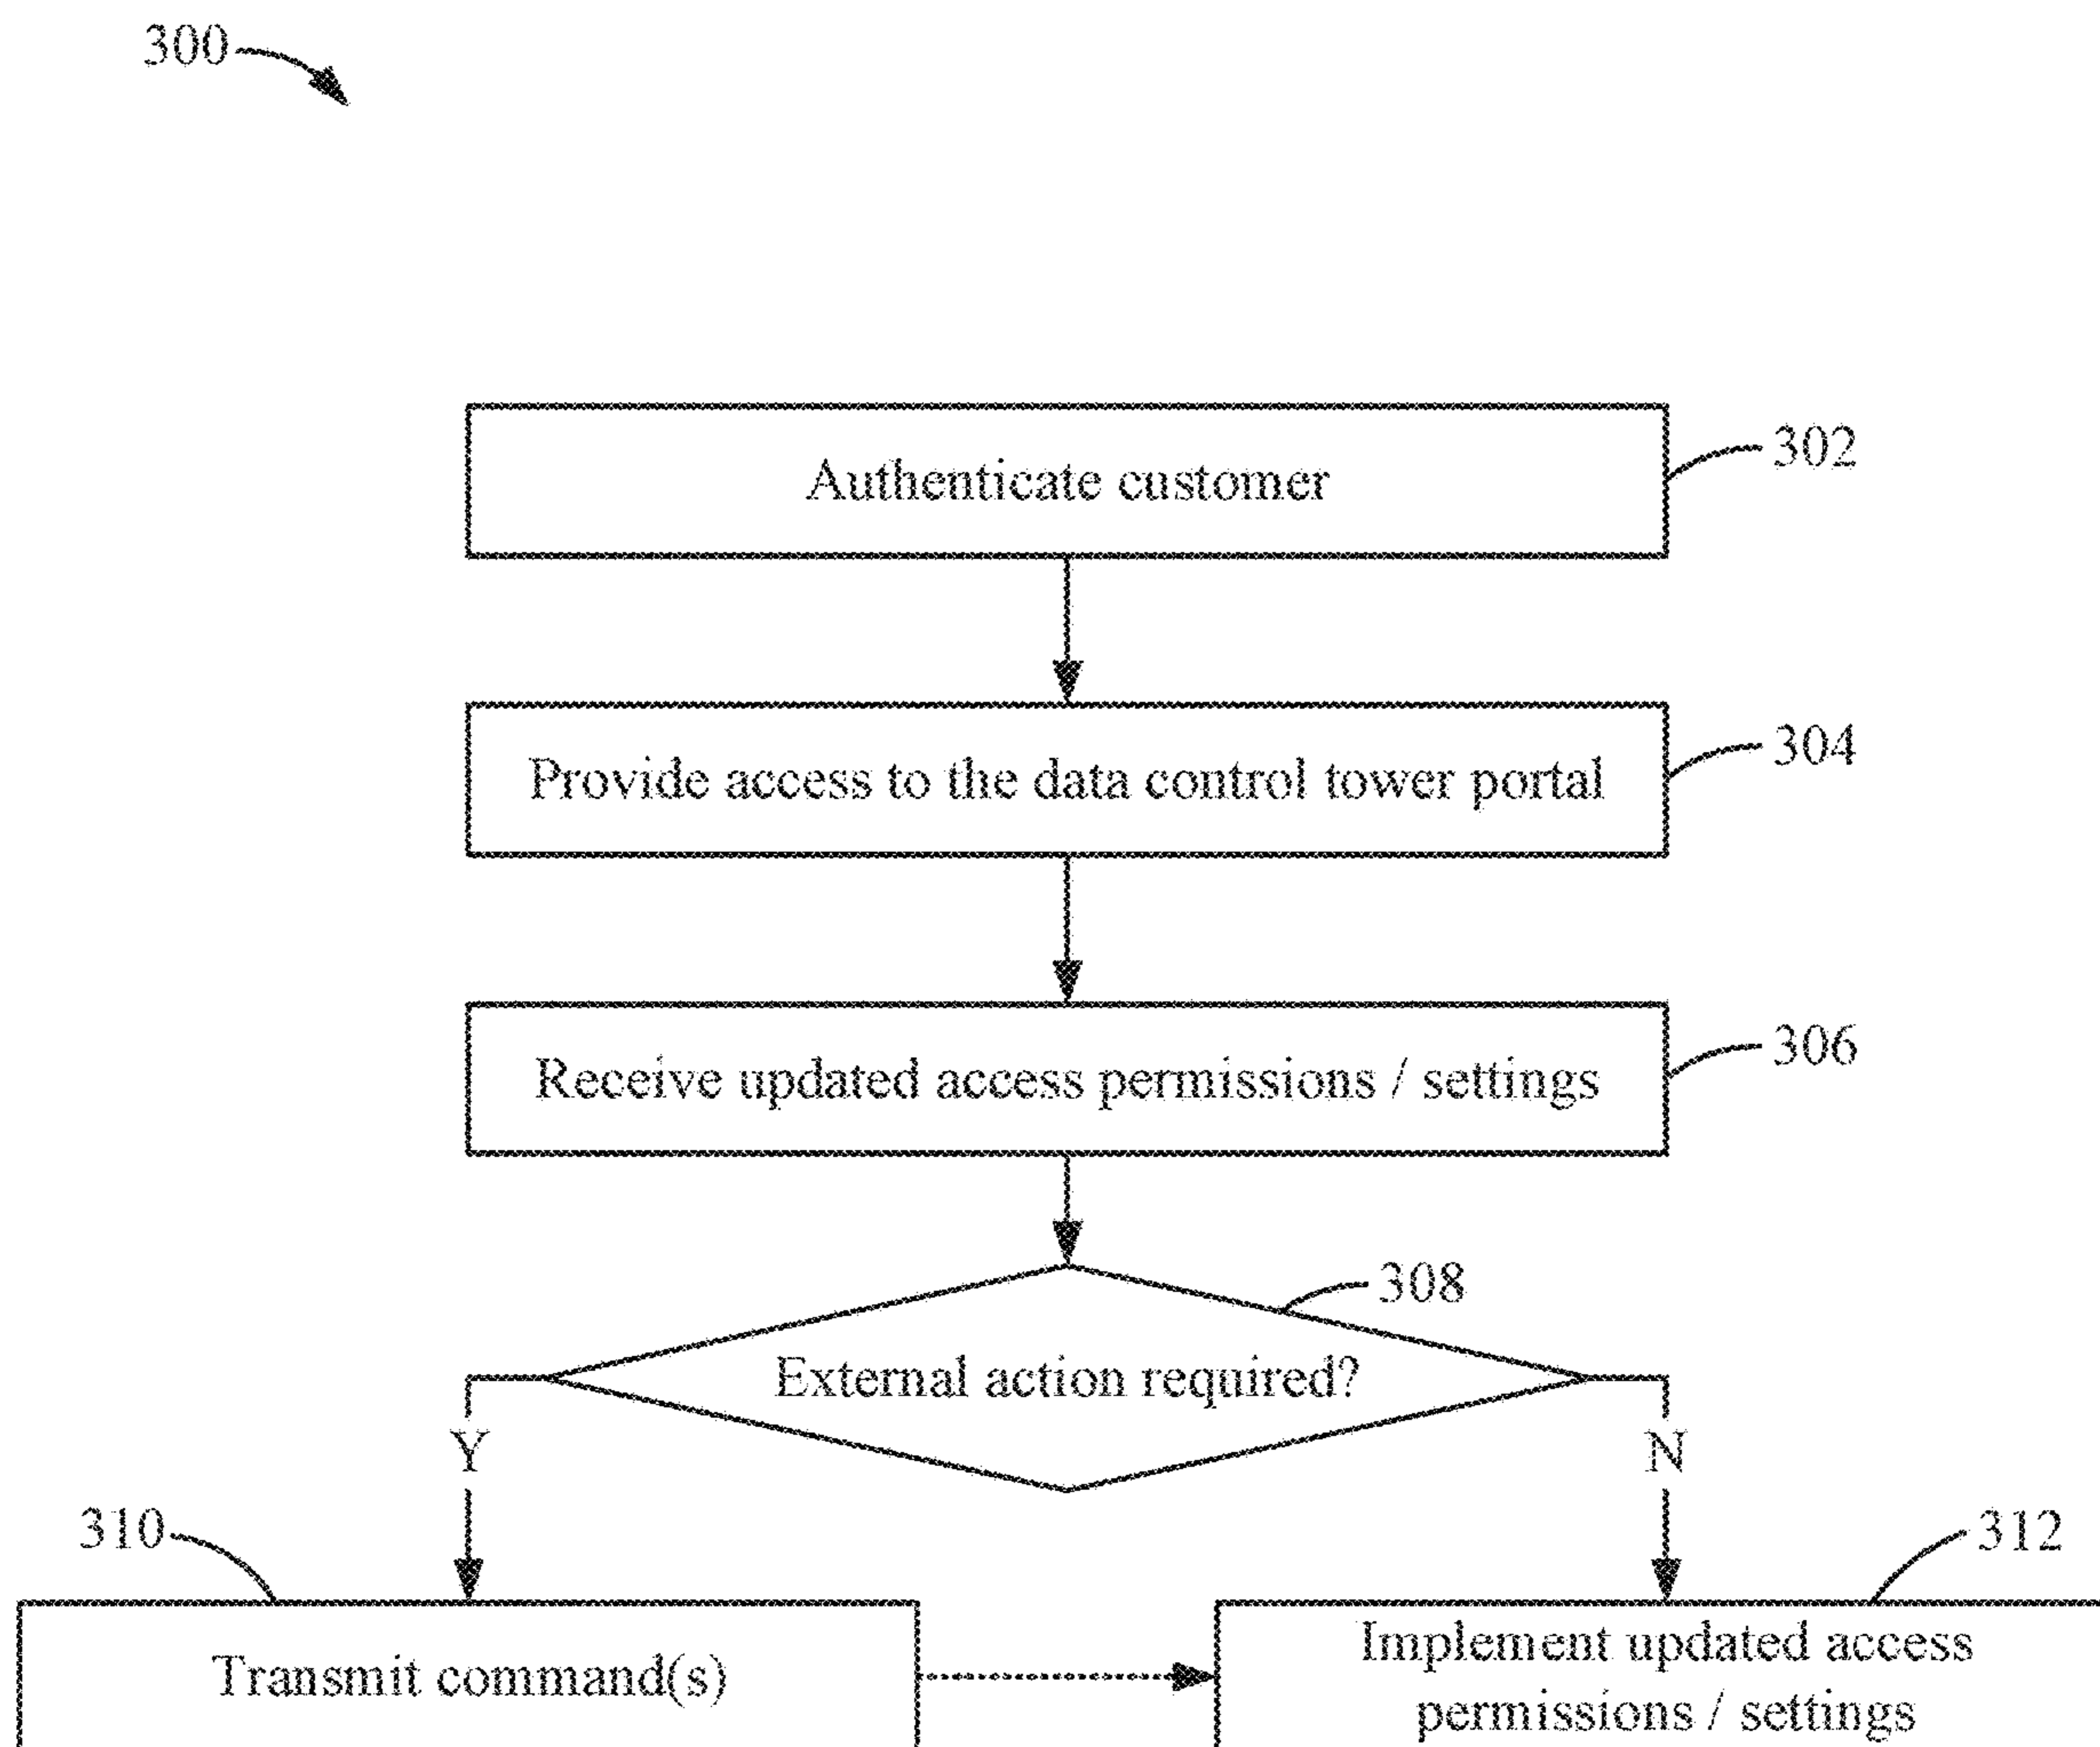 300
Authenticate customer
302
Provide access to the data control tower portal
304
Receive updated access permissions / settings
306
308
External action required?
Y
N
310
312
Transmit command(s)
Implement updated access
permissions / settings